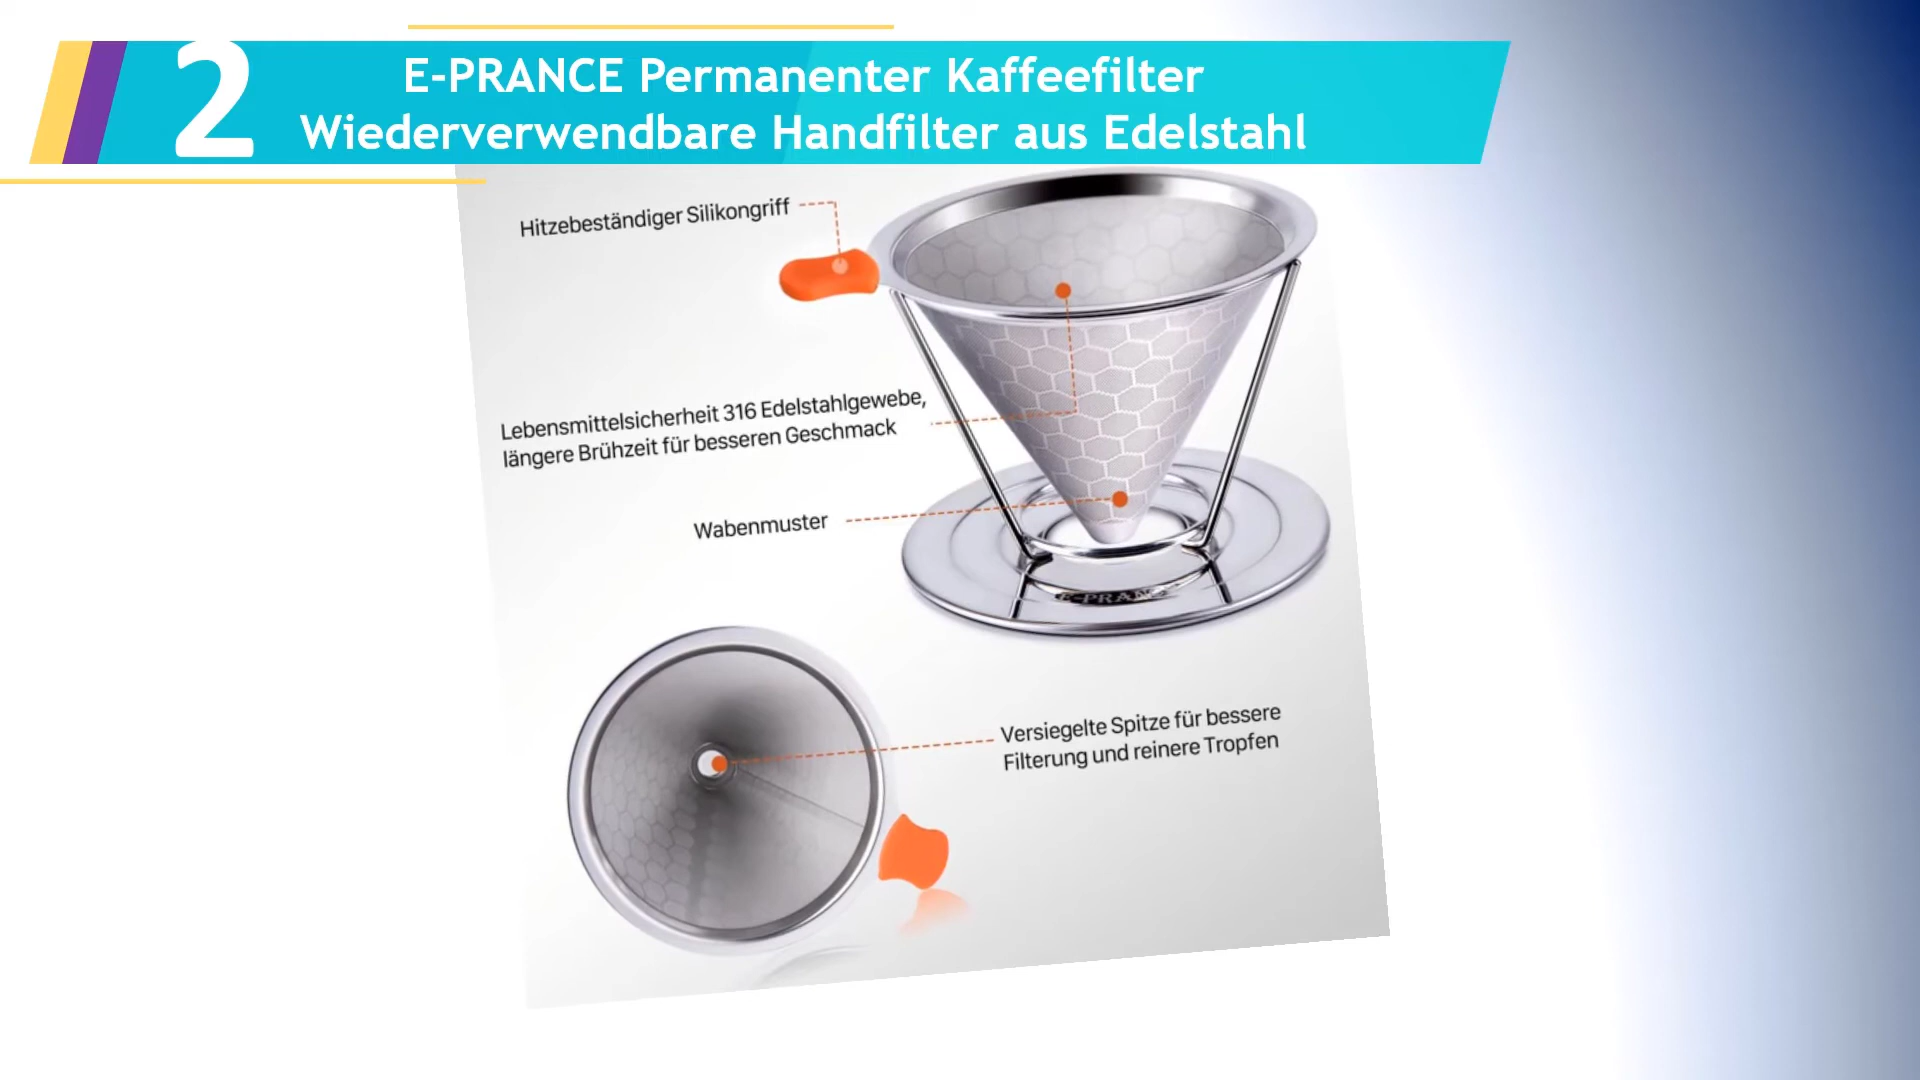 2
E-PRANCE Permanenter Kaffeefilter
Wiederverwendbare Handfilter aus Edelstahl
Hitzebeständiger Silikongriff
Lebensmittelsicherheit 316 Edelstahlgewebe,
längere Brühzeit für besseren Geschmack
Wabenmuster
E-PRANCE
Versiegelte Spitze für bessere
Filterung und reinere Tropfen